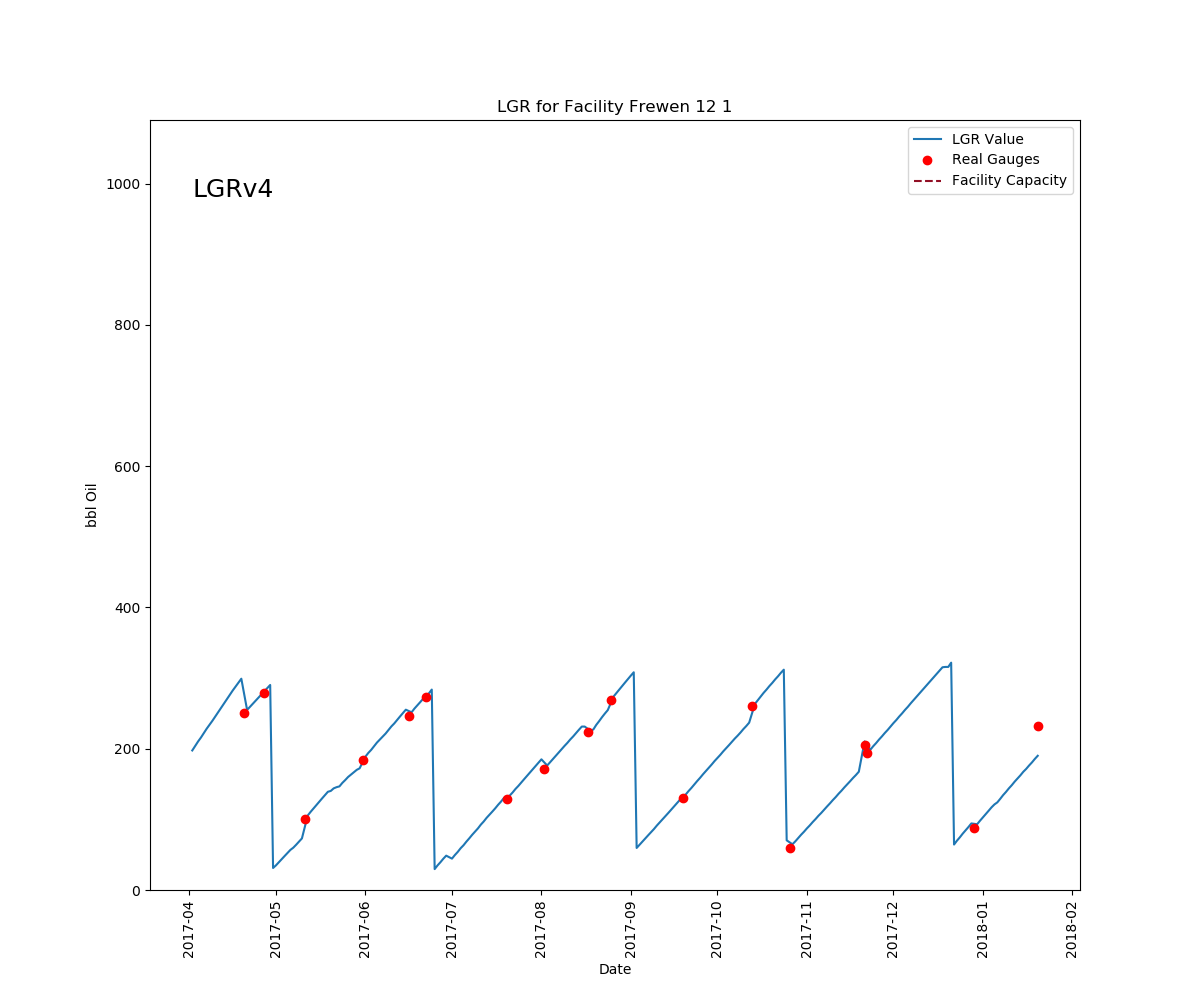 LGR for Facility Frewen 12 1
LGR Value
Real Gauges
Facility Capacity
LGRv4
1000
800
600
400
200
0
bbl Oil
2017-04
2017-05
2017-06
2017-07
2017-08
2017-09
2017-10
2017-11
2017-12
2018-01
2018-02
Date